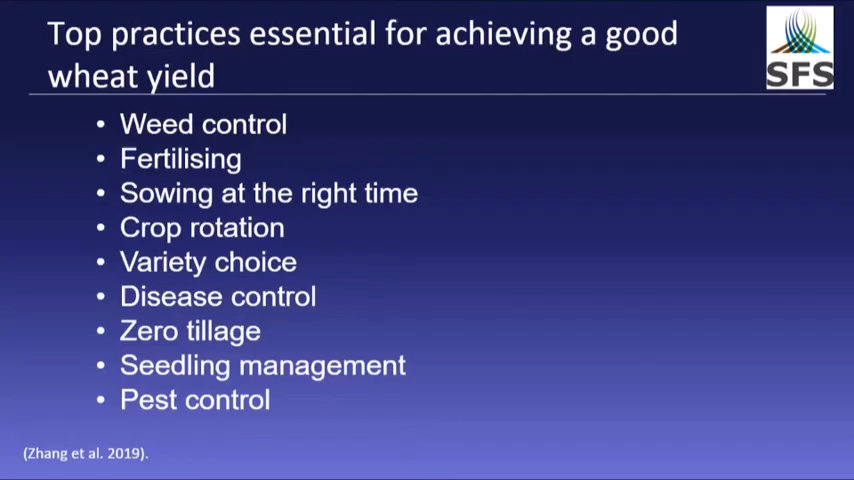 Top practices essential for achieving a good
wheat yield
SFS
• Weed control
• Fertilising
• Sowing at the right time
• Crop rotation
• Variety choice
• Disease control
• Zero tillage
• Seedling management
• Pest control
(Zhang et al. 2019).